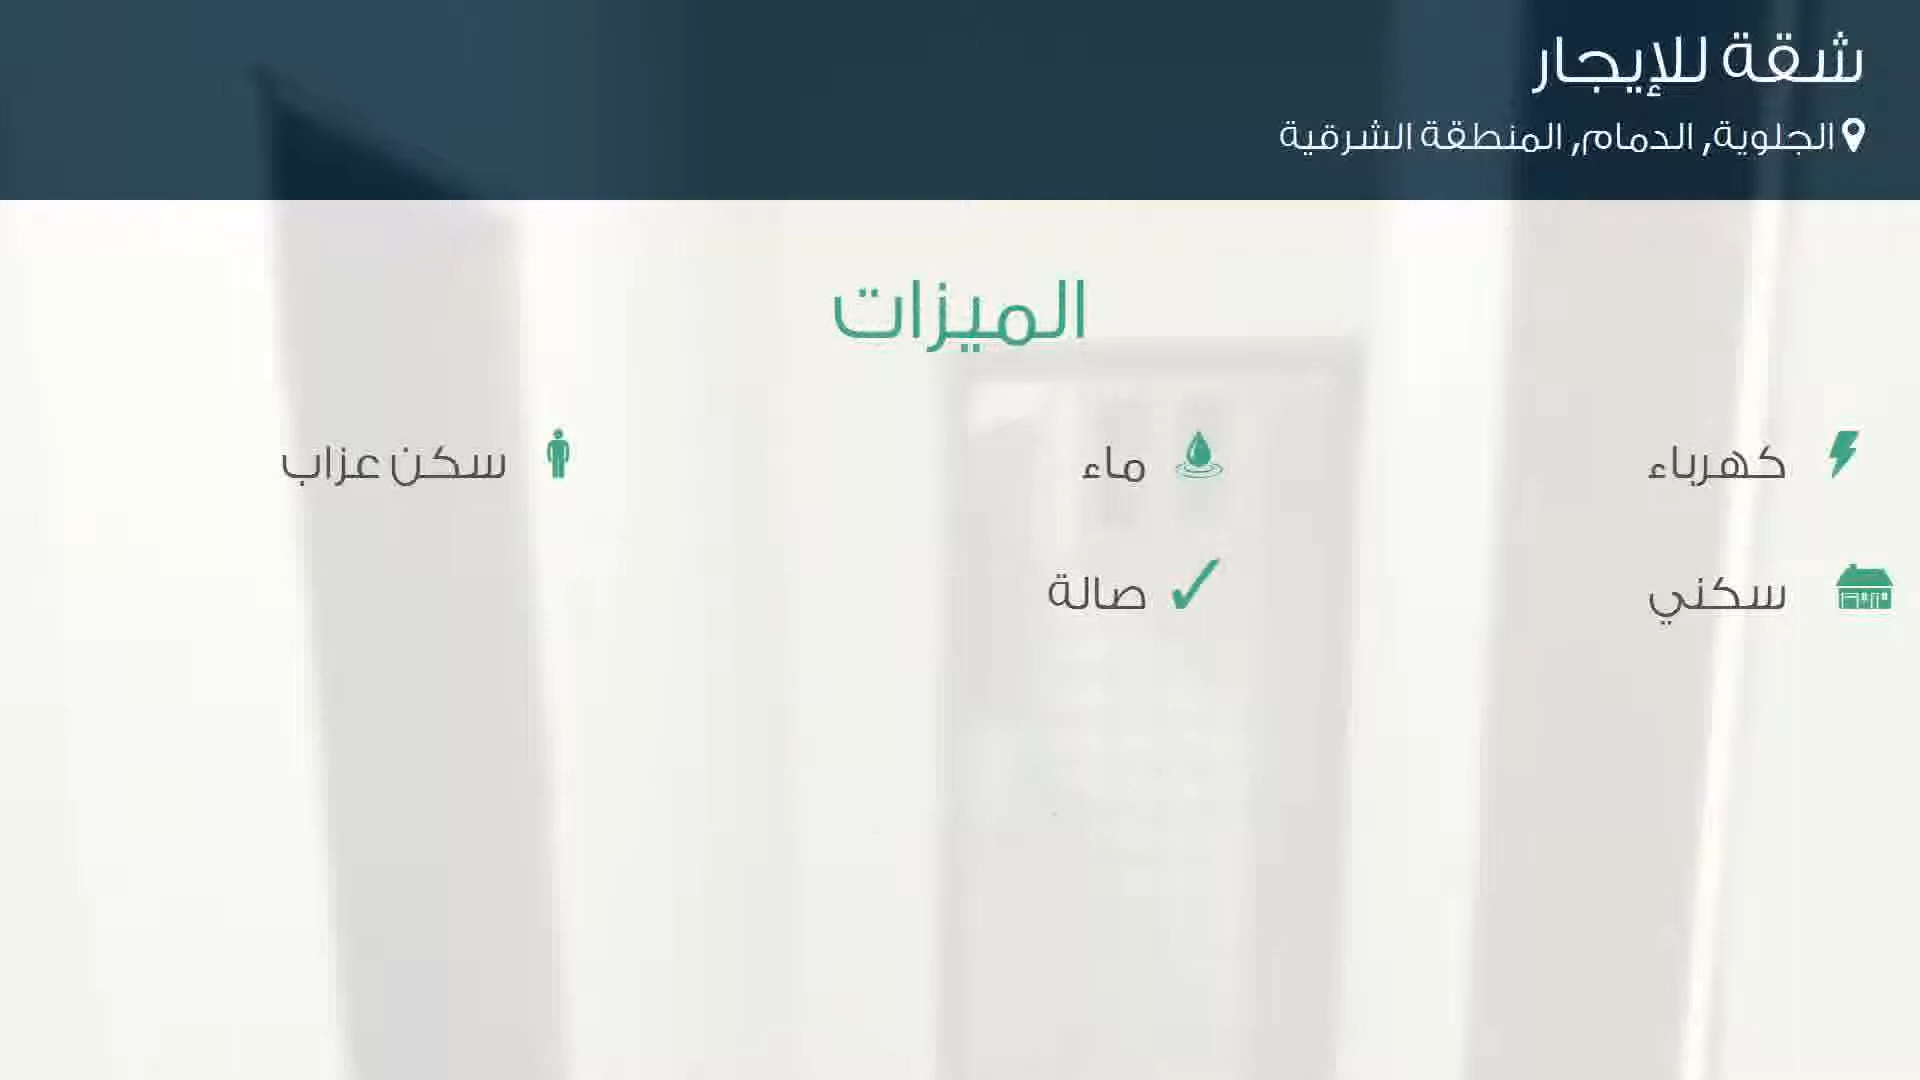 شقة للإيجار
الجلوية, الدمام, المنطقة الشرقية
الميزات
كهرباء
ماء
سكن عزاب
سكني
صالة